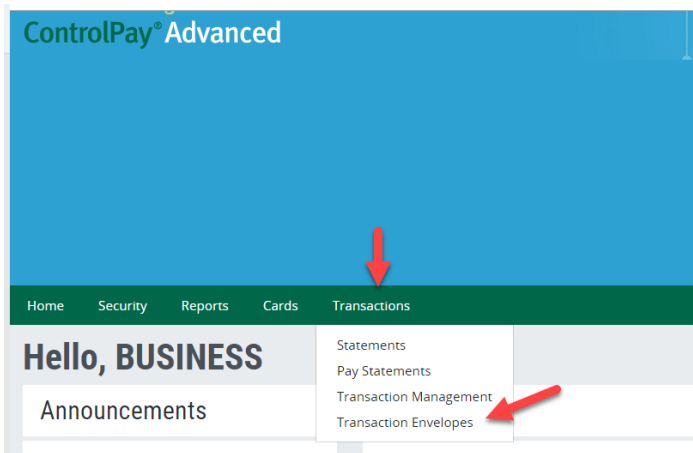 ControlPay® Advanced
Home Security Reports Cards Transactions
Hello, BUSINESS
Statements
Pay Statements
Announcements
Transaction Management
Transaction Envelopes